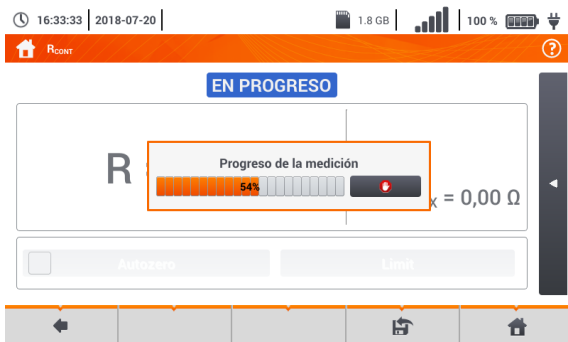 16:33:33 2018-07-20 1.8 GB 100 %
RCONT ?
EN PROGRESO
Progreso de la medición
54%
R =
x = 0,00 Ω
Autozero Limit